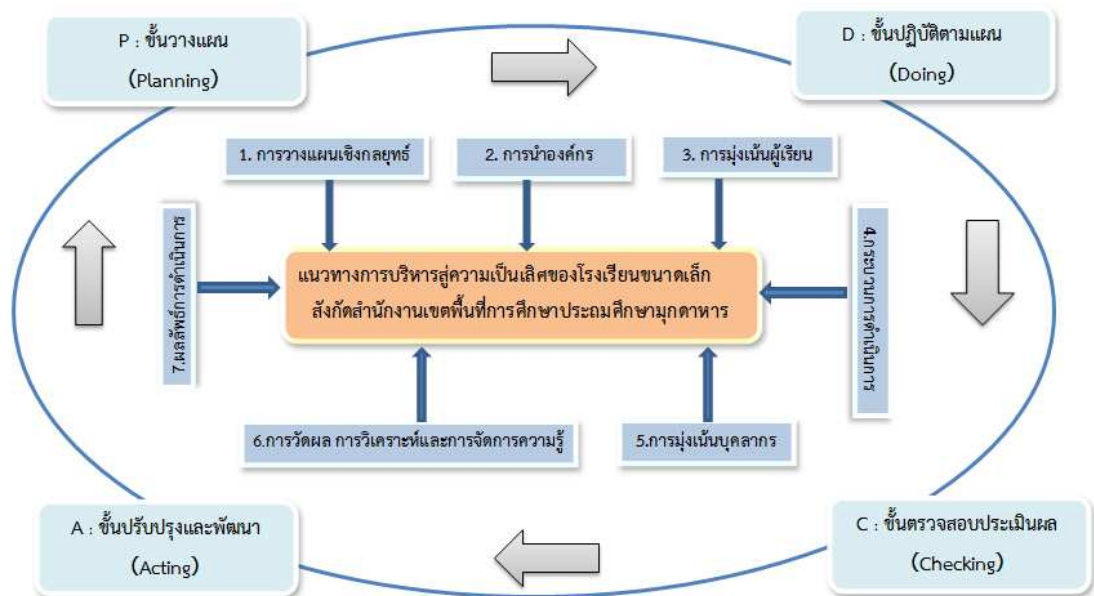 P : ขั้นวางแผน
(Planning)
D : ขั้นปฏิบัติตามแผน
(Doing)
1. การวางแผนเชิงกลยุทธ์
2. การนำองค์กร
3. การมุ่งเน้นผู้เรียน
7.ผลลัพธ์การดำเนินการ
แนวทางการบริหารสู่ความเป็นเลิศของโรงเรียนขนาดเล็ก
สังกัดสำนักงานเขตพื้นที่การศึกษาประถมศึกษามุกดาหาร
4.กระบวนการดำเนินการ
6.การวัดผล การวิเคราะห์และการจัดการความรู้
5.การมุ่งเน้นบุคลากร
A : ขั้นปรับปรุงและพัฒนา
(Acting)
C : ขั้นตรวจสอบประเมินผล
(Checking)